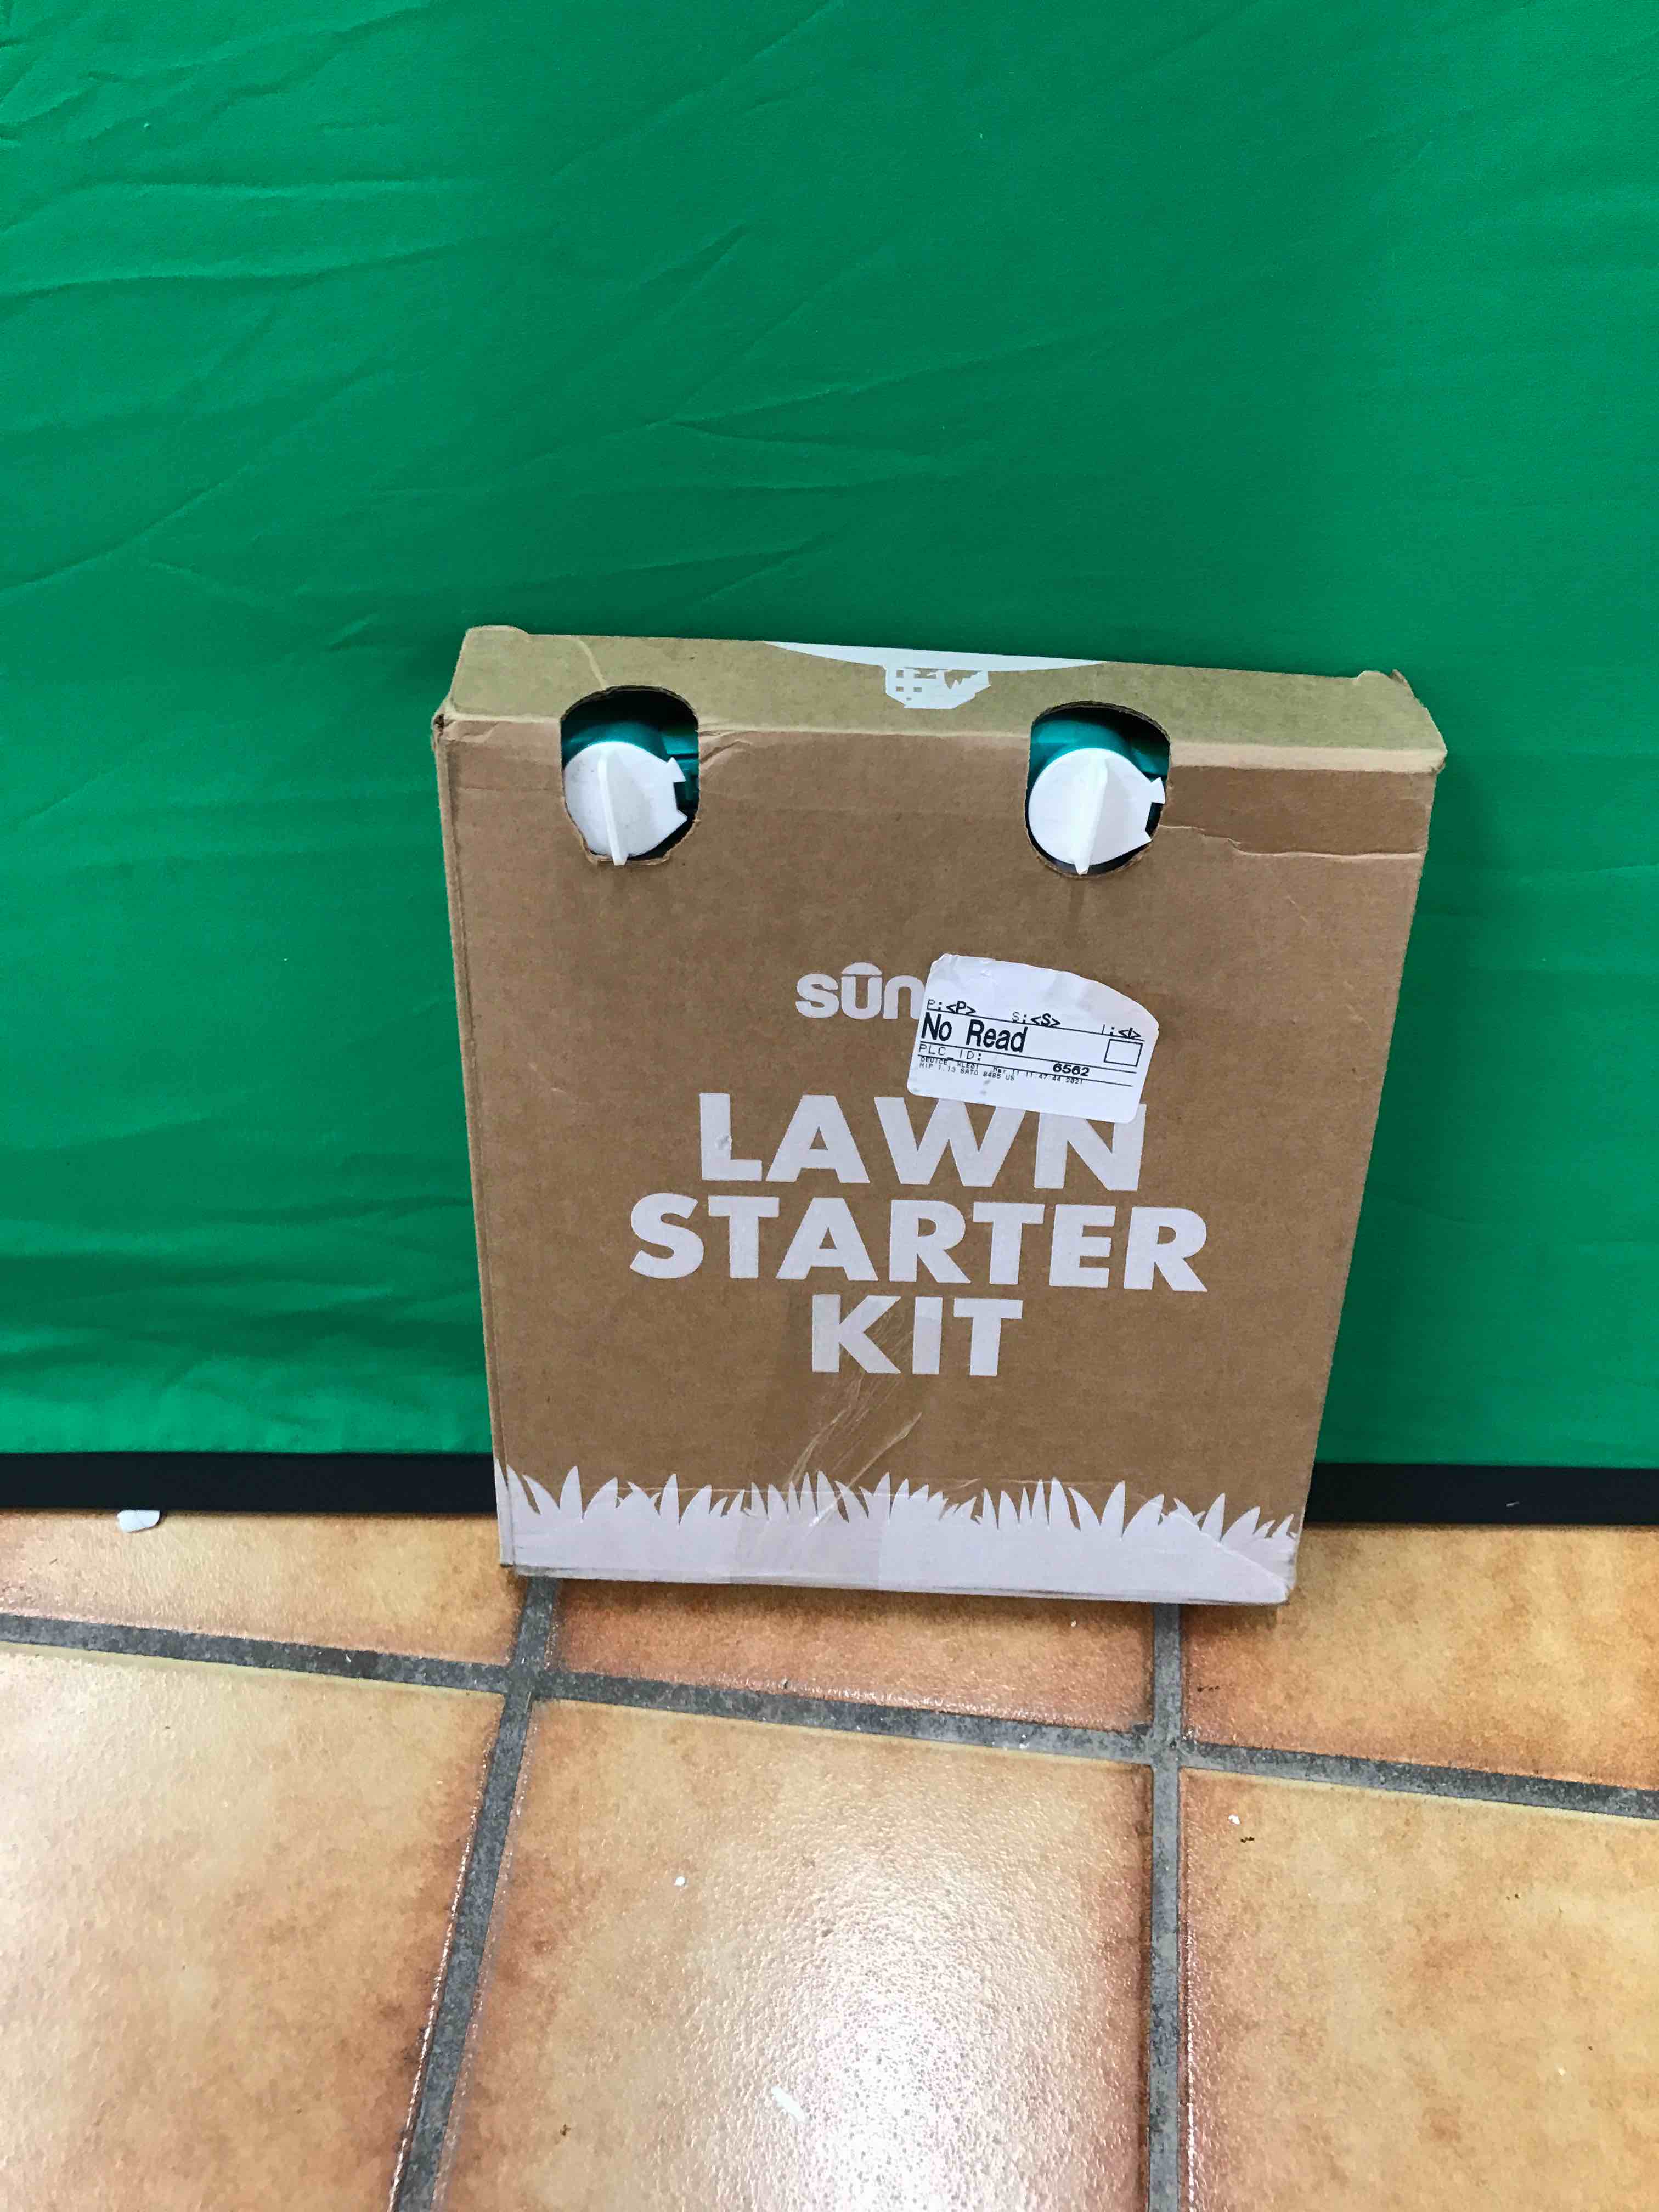 sūn
P:<P> S:<S> I:<I>
No Read
PLC ID: 6562
LAWN
STARTER
KIT